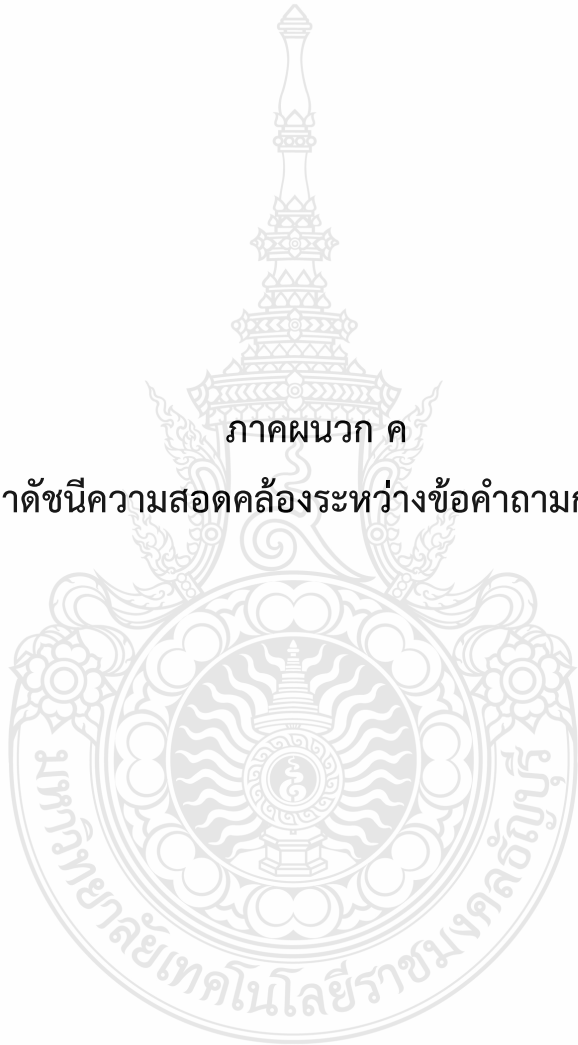 ภาคผนวก ค
าดัชนีความสอดคล้องระหว่างข้อคำถามก
มหาวิทยาลัยเทคโนโลยีราชมงคลธัญบุรี